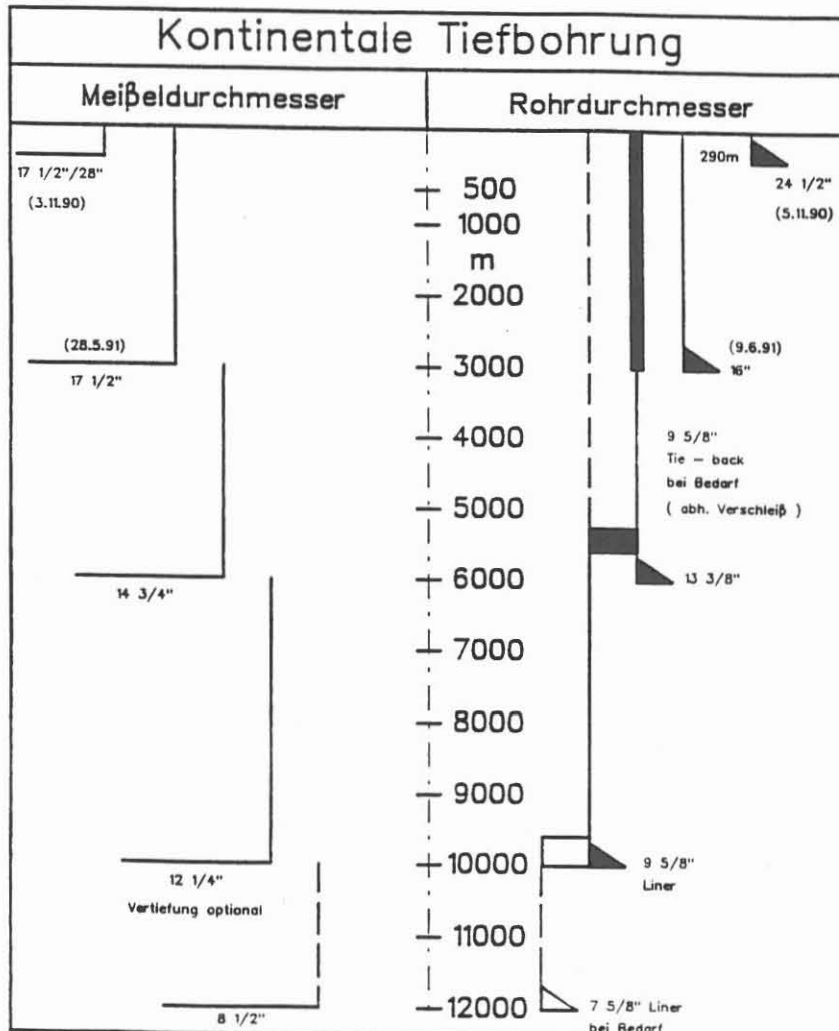 Kontinentale Tiefbohrung
Meißeldurchmesser
Rohrdurchmesser
17 1/2"/28"
(3.11.90)
(28.5.91)
17 1/2"
14 3/4"
12 1/4"
Vertiefung optional
8 1/2"
500
1000
m
2000
3000
4000
5000
6000
7000
8000
9000
10000
11000
12000
290m
24 1/2"
(5.11.90)
(9.6.91)
16"
9 5/8"
Tie – back
bei Bedarf
( abh. Verschleiß )
13 3/8"
9 5/8"
Liner
7 5/8" Liner
bei Bedarf